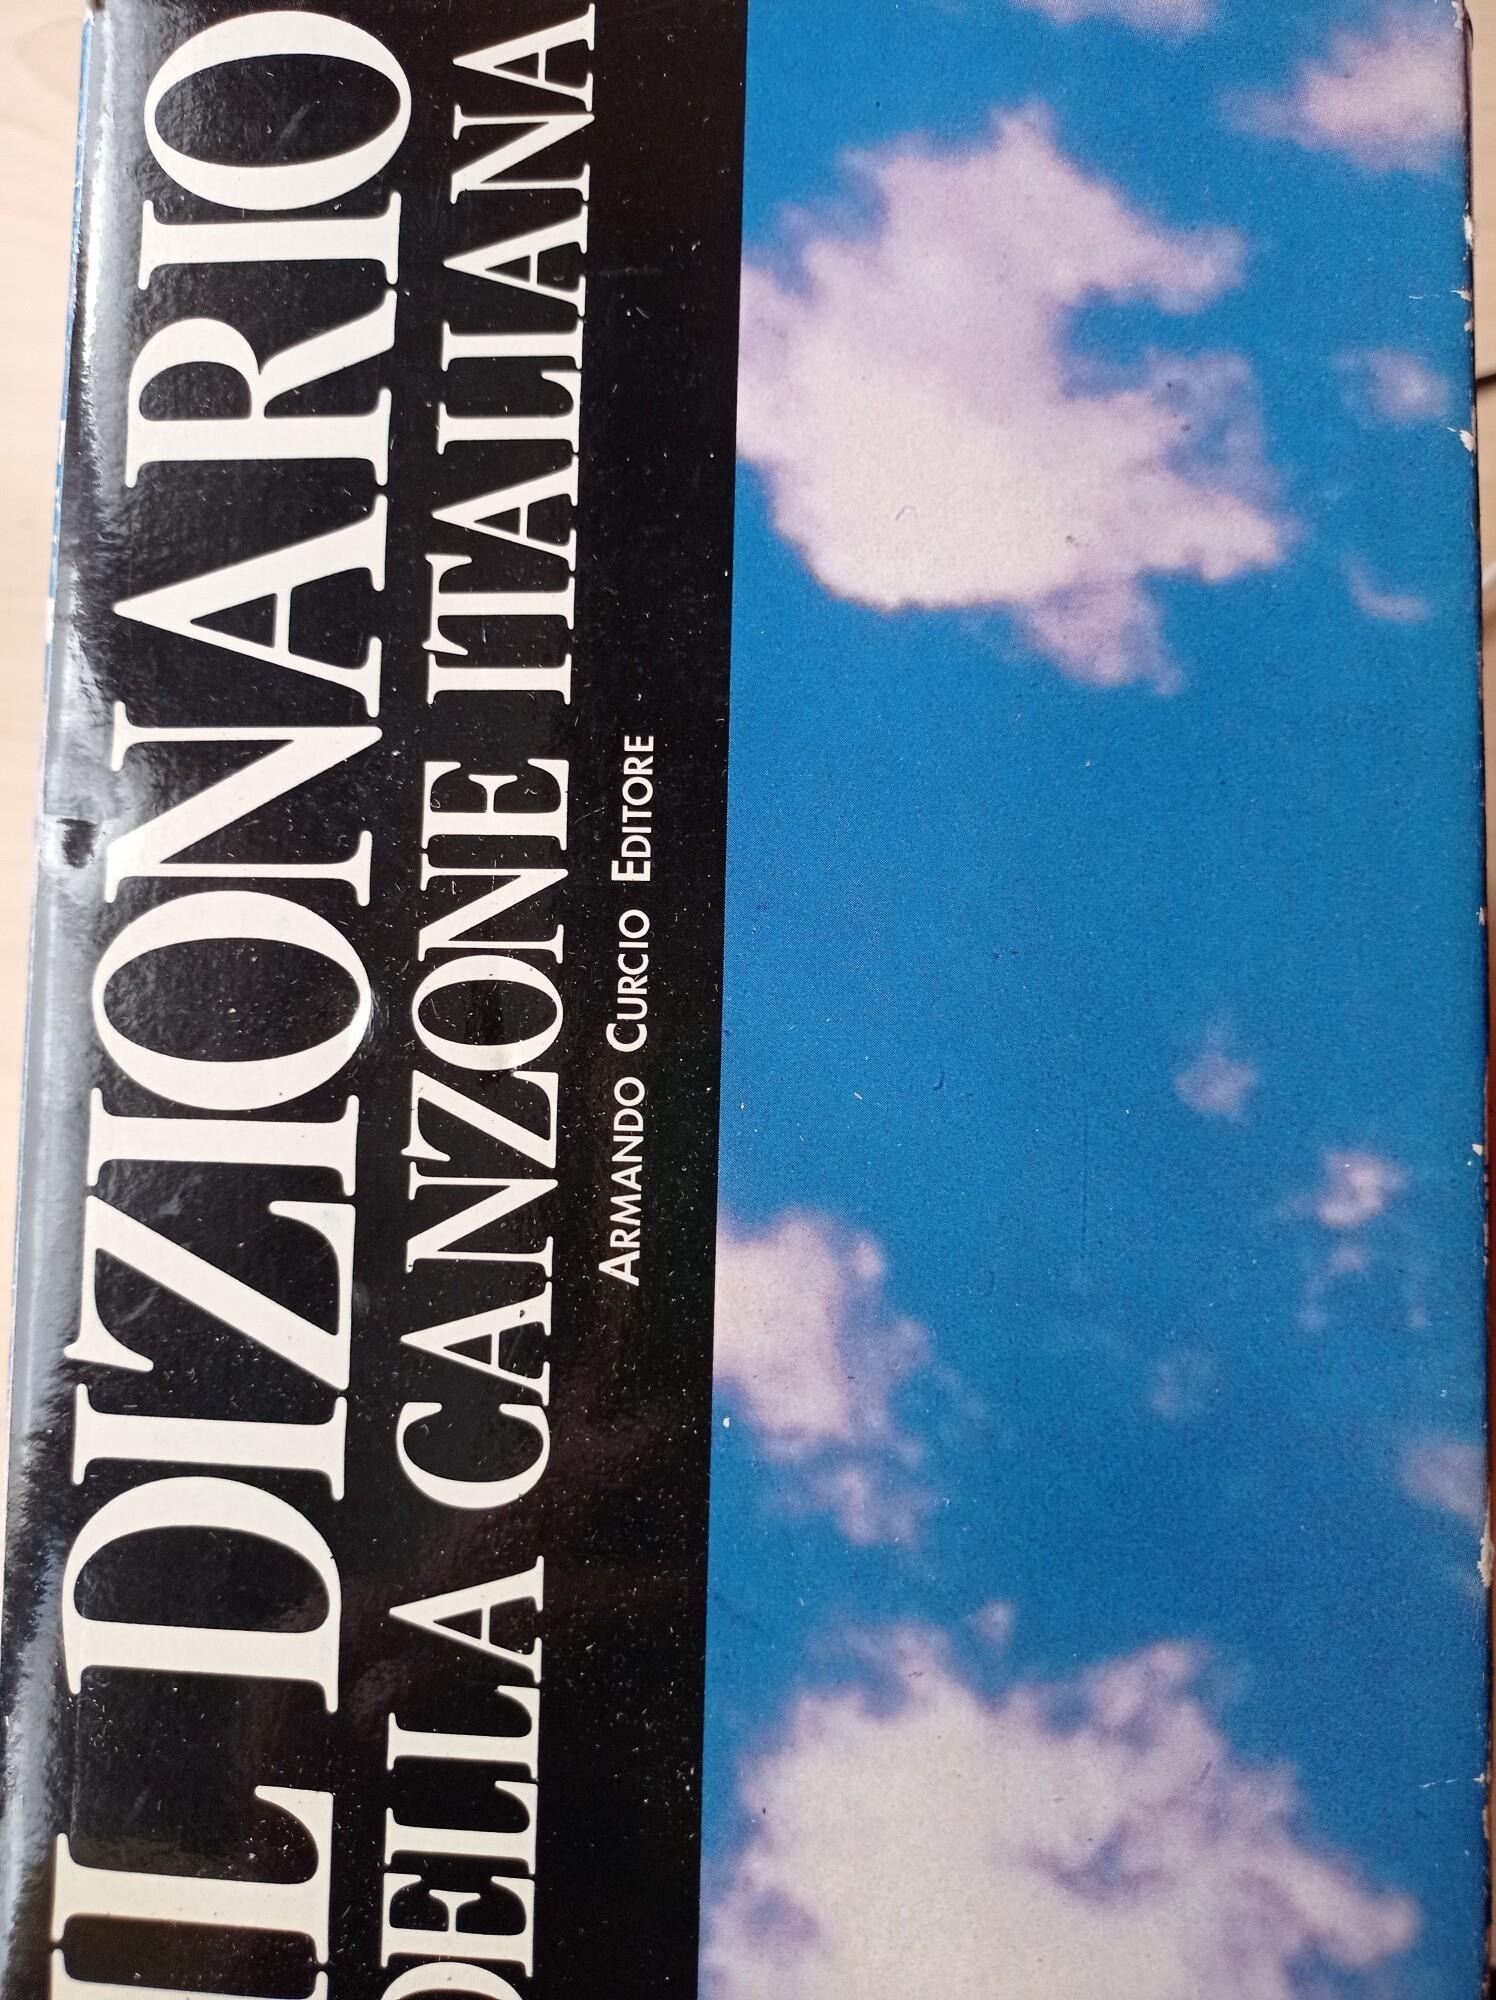 IL DIZIONARIO
DELLA CANZONE ITALIANA
ARMANDO CURCIO EDITORE